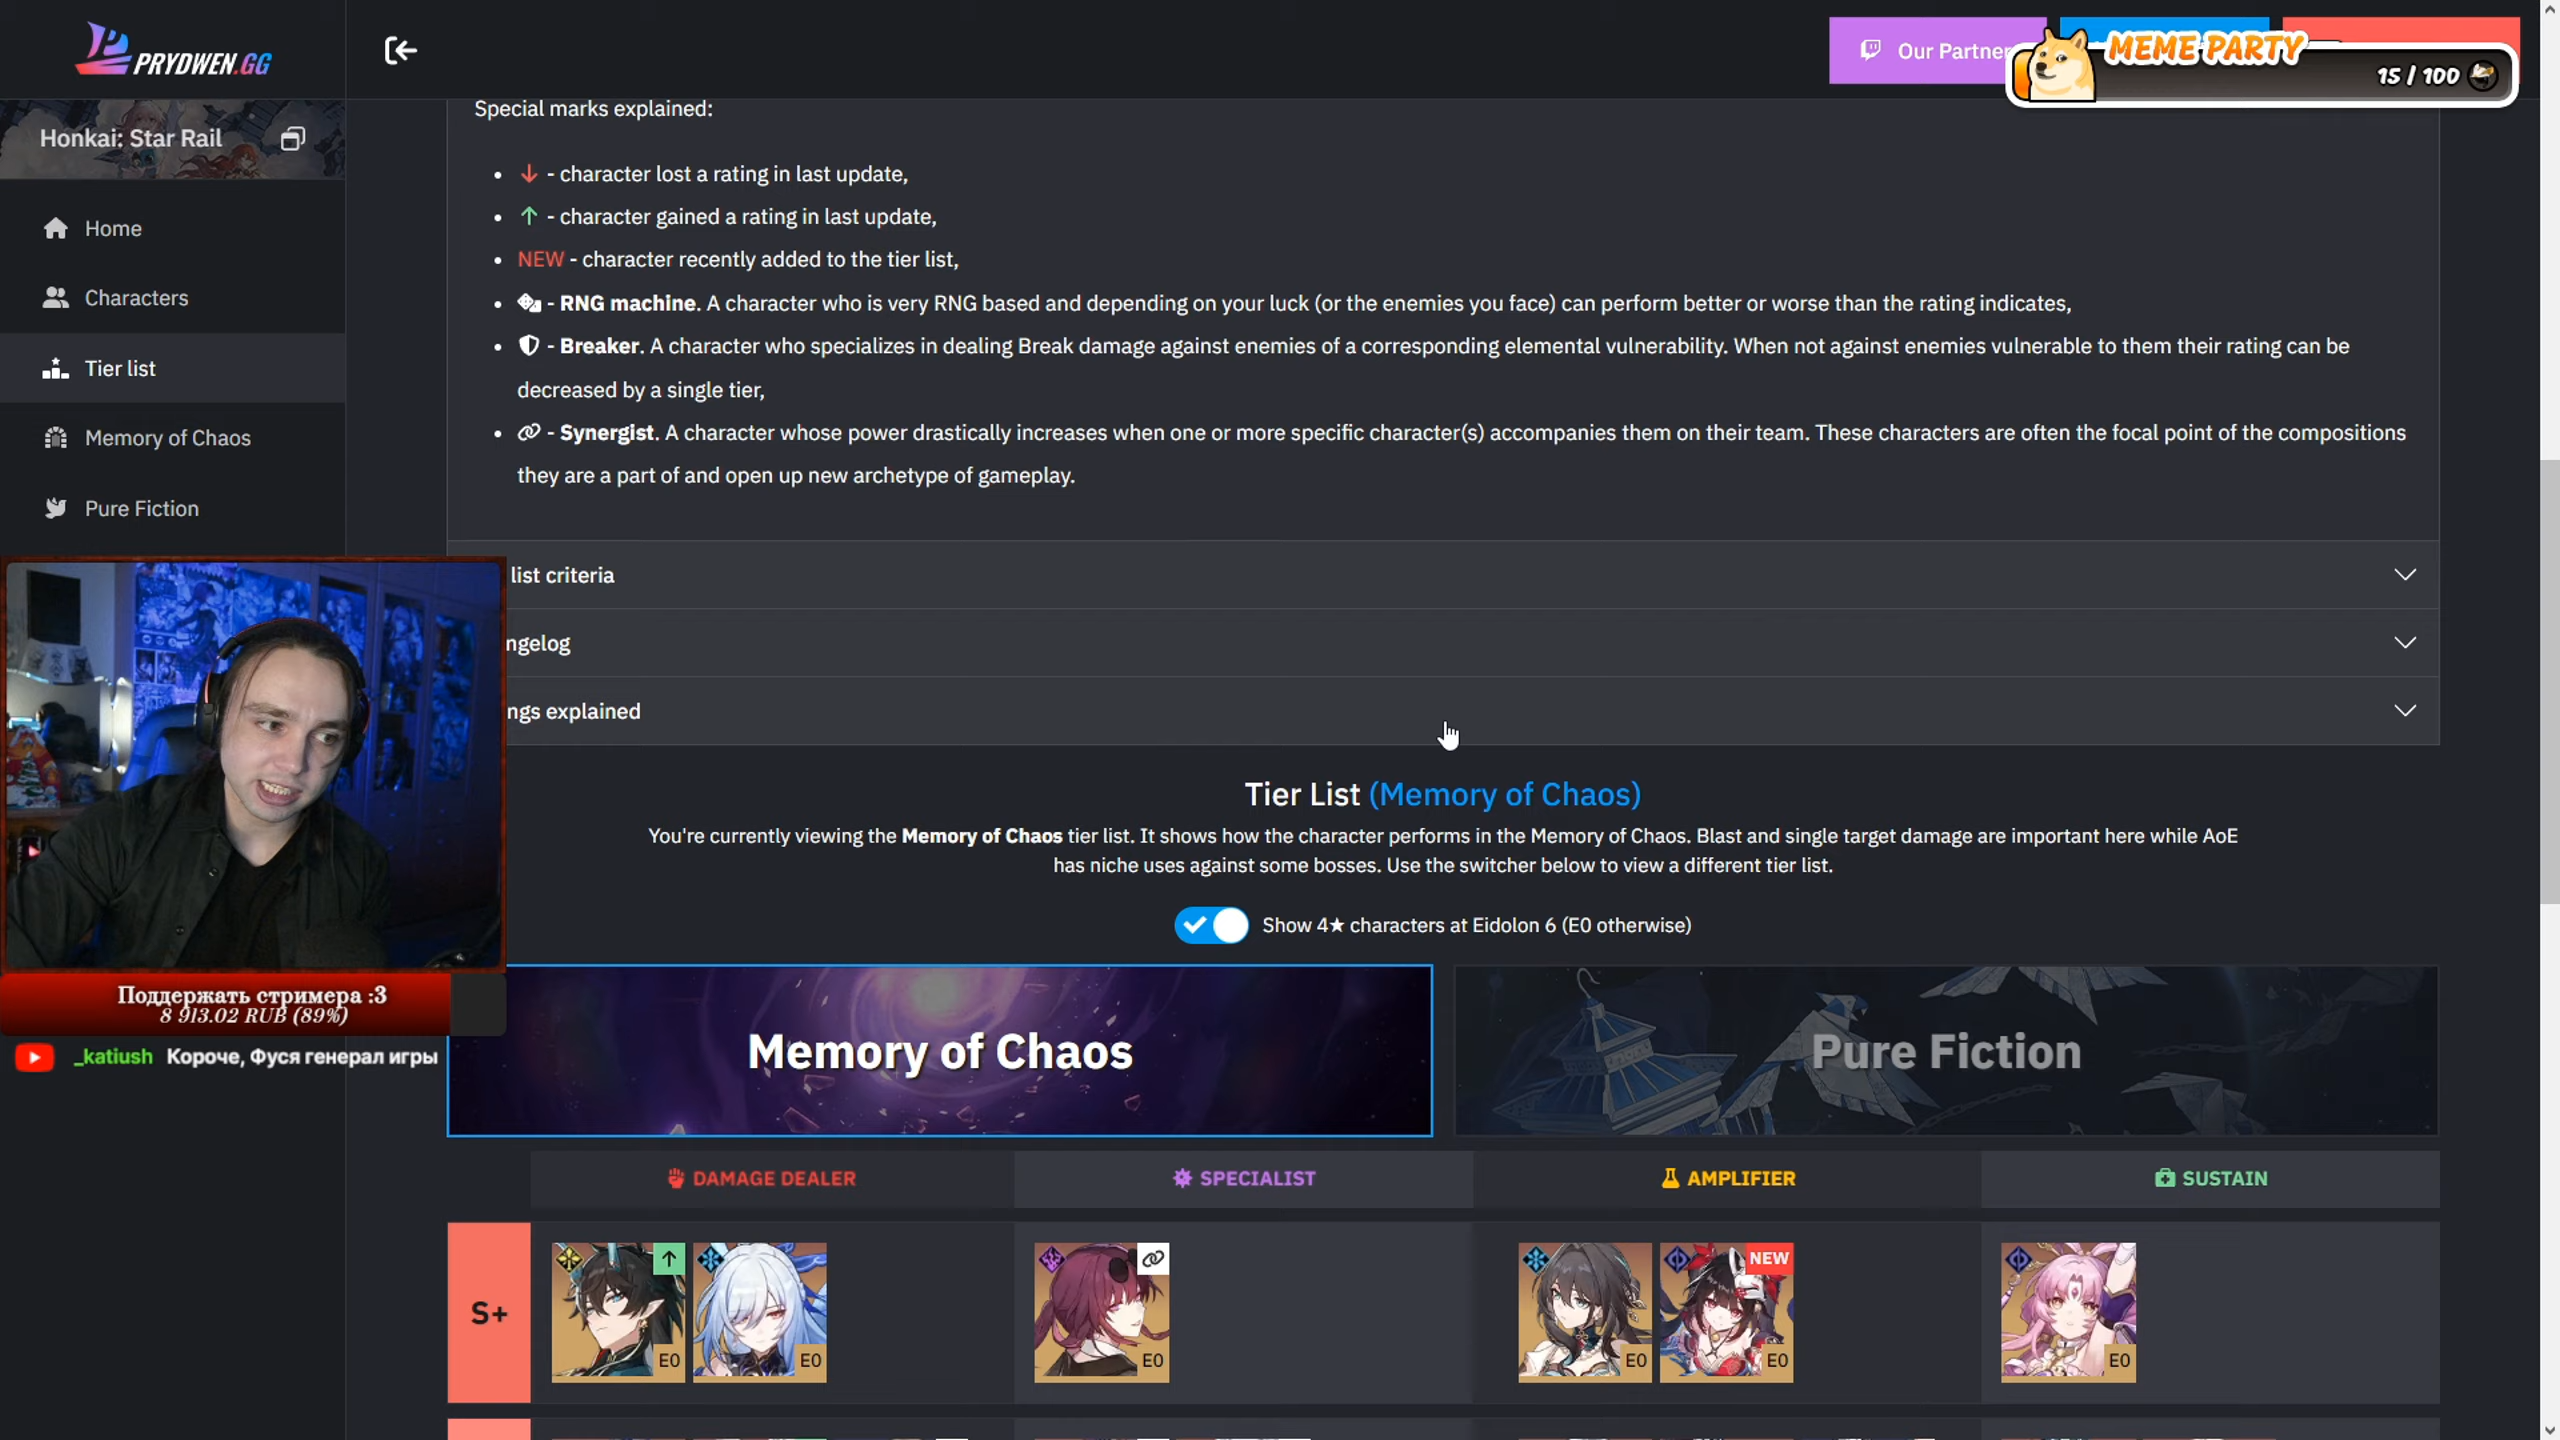 PRYDWEN.GG
Our Partner
MEME PARTY
15 / 100
Honkai: Star Rail
Home
Characters
Tier list
Memory of Chaos
Pure Fiction
Special marks explained:
- character lost a rating in last update,
- character gained a rating in last update,
NEW - character recently added to the tier list,
- RNG machine. A character who is very RNG based and depending on your luck (or the enemies you face) can perform better or worse than the rating indicates,
- Breaker. A character who specializes in dealing Break damage against enemies of a corresponding elemental vulnerability. When not against enemies vulnerable to them their rating can be
decreased by a single tier,
- Synergist. A character whose power drastically increases when one or more specific character(s) accompanies them on their team. These characters are often the focal point of the compositions
they are a part of and open up new archetype of gameplay.
list criteria
ngelog
ngs explained
Tier List (Memory of Chaos)
You're currently viewing the Memory of Chaos tier list. It shows how the character performs in the Memory of Chaos. Blast and single target damage are important here while AoE
has niche uses against some bosses. Use the switcher below to view a different tier list.
Show 4★ characters at Eidolon 6 (E0 otherwise)
Поддержать стримера :3
8 913.02 RUB (89%)
_katiush Короче, Фуся генерал игры
Memory of Chaos
Pure Fiction
DAMAGE DEALER
SPECIALIST
AMPLIFIER
SUSTAIN
S+
E0
E0
E0
E0
NEW
E0
E0